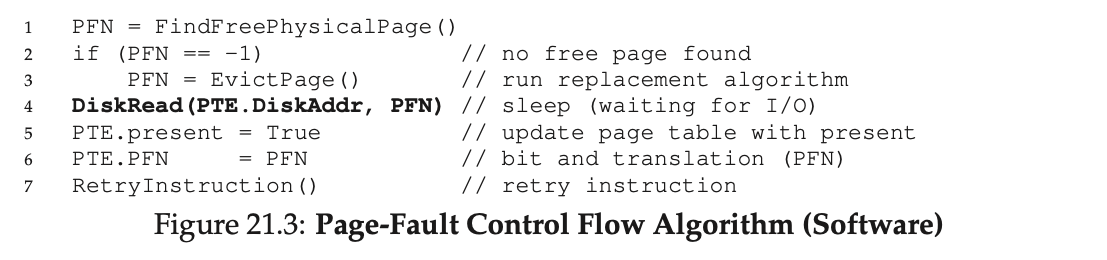 1 PFN = FindFreePhysicalPage()
2 if (PFN == -1) // no free page found
3 PFN = EvictPage() // run replacement algorithm
4 DiskRead(PTE.DiskAddr, PFN) // sleep (waiting for I/O)
5 PTE.present = True // update page table with present
6 PTE.PFN = PFN // bit and translation (PFN)
7 RetryInstruction() // retry instruction
Figure 21.3: Page-Fault Control Flow Algorithm (Software)